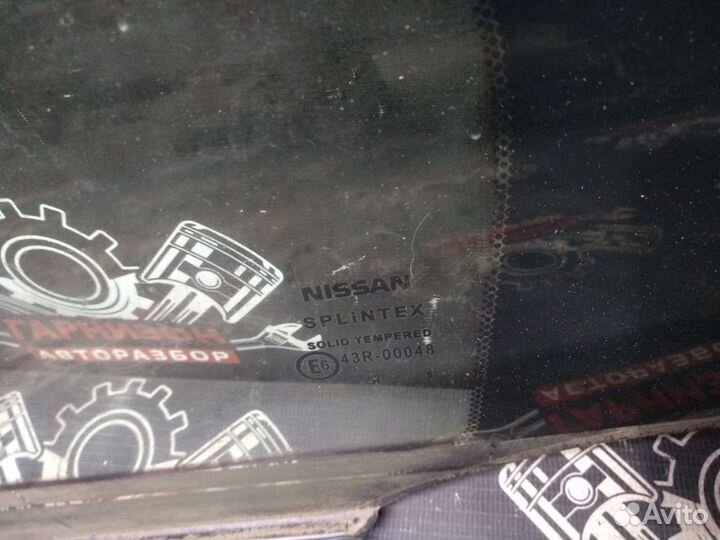 NISSAN
SPLiNTEX
SOLID TEMPERED
E6 43R-00048
H S
АВТОРАЗБОР
Avito